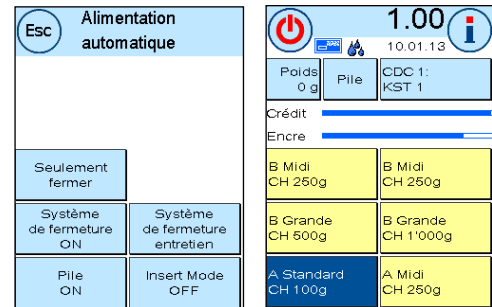 Esc
Alimentation
automatique
Seulement
fermer
Système
de fermeture
ON
Système
de fermeture
entretien
Pile
ON
Insert Mode
OFF
1.00
10.01.13
Poids
0 g
Pile
CDC 1:
KST 1
Crédit
Encre
B Midi
CH 250g
B Midi
CH 250g
B Grande
CH 500g
B Grande
CH 1'000g
A Standard
CH 100g
A Midi
CH 250g